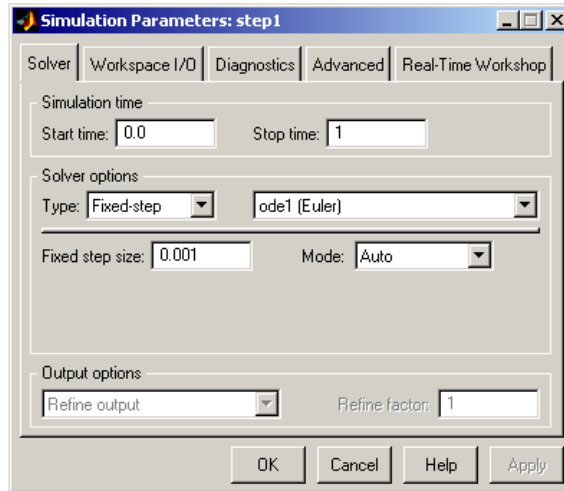 Simulation Parameters: step1
Solver Workspace I/O Diagnostics Advanced Real-Time Workshop
Simulation time
Start time: 0.0 Stop time: 1
Solver options
Type: Fixed-step ode1 (Euler)
Fixed step size: 0.001 Mode: Auto
Output options
Refine output Refine factor: 1
OK Cancel Help Apply